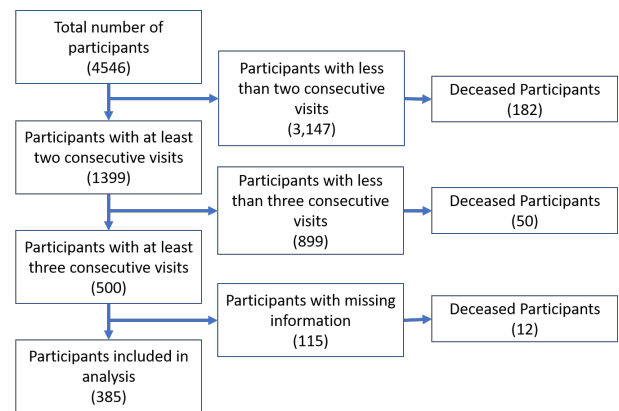 Total number of
participants
(4546)
Participants with less
than two consecutive
visits
(3,147)
Deceased Participants
(182)
Participants with at least
two consecutive visits
(1399)
Participants with less
than three consecutive
visits
(899)
Deceased Participants
(50)
Participants with at least
three consecutive visits
(500)
Participants with missing
information
(115)
Deceased Participants
(12)
Participants included in
analysis
(385)